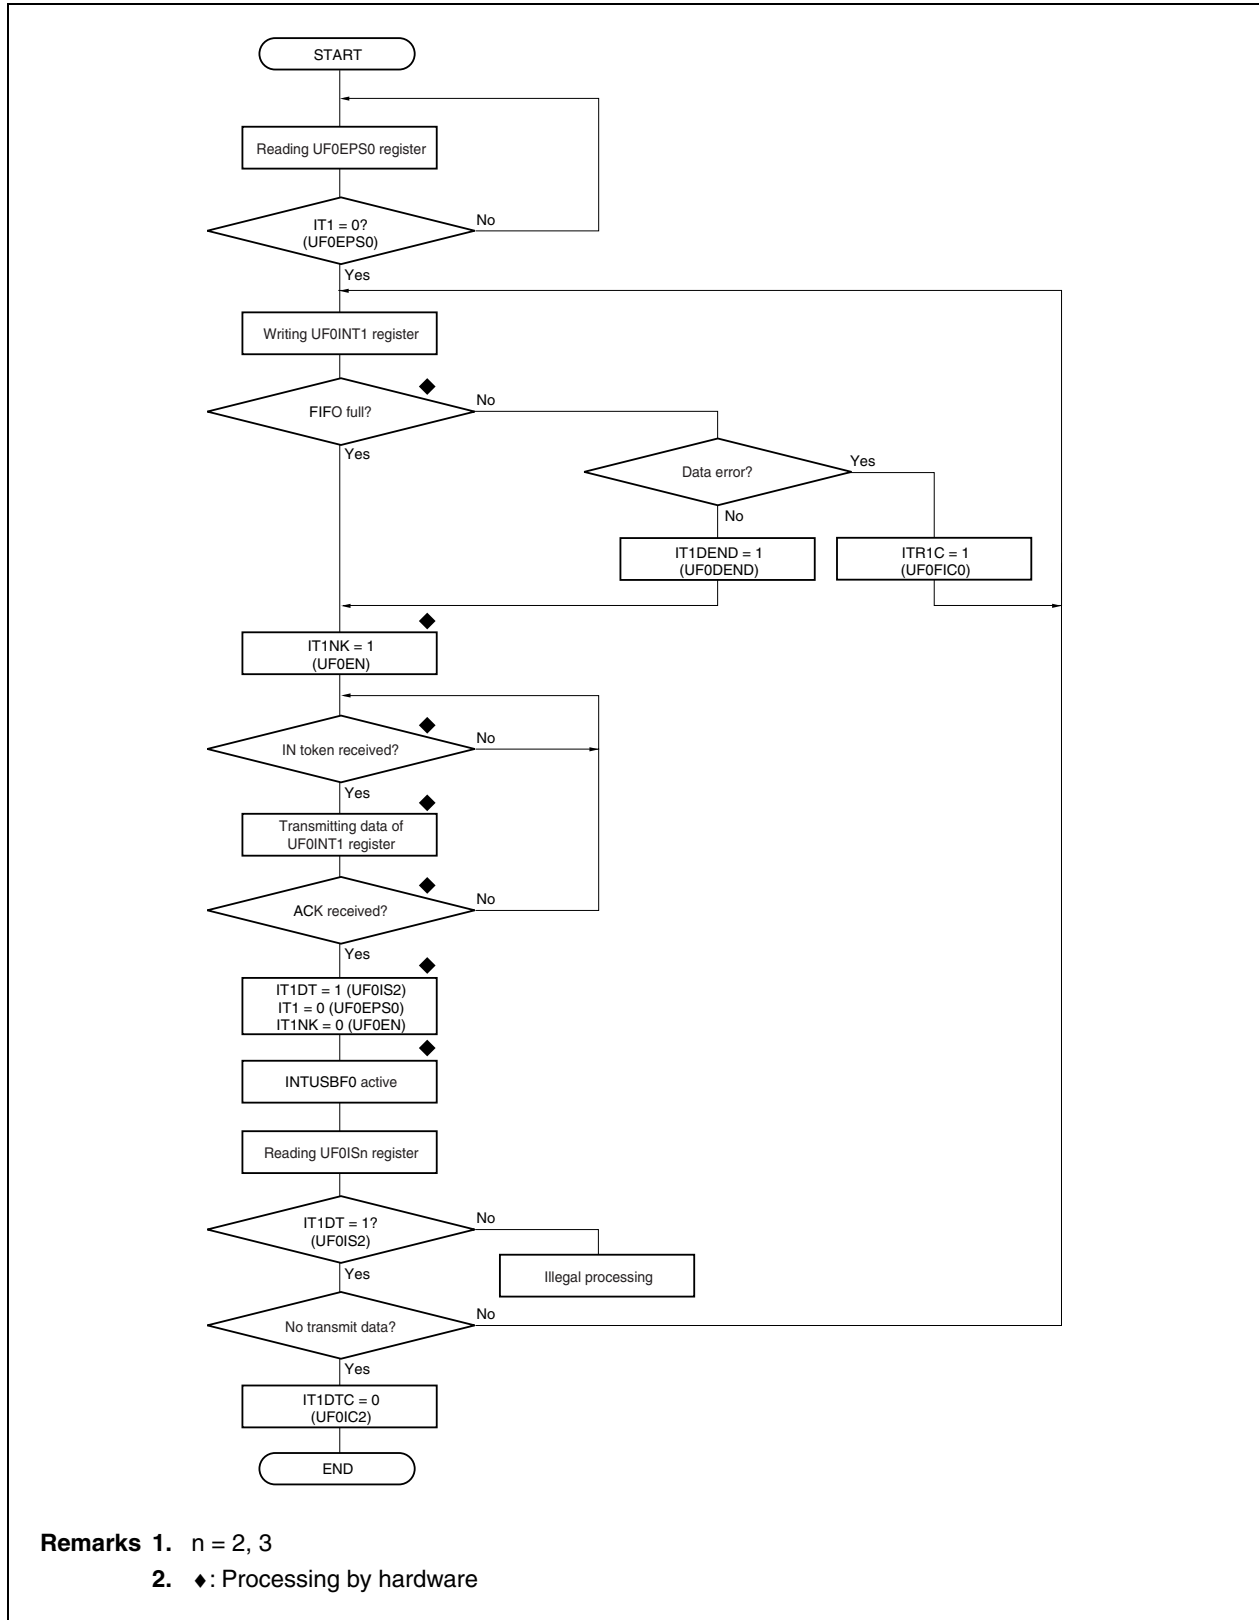 START
Reading UF0EPS0 register
IT1 = 0?
(UF0EPS0)
No
Yes
Writing UF0INT1 register
◆
FIFO full?
No
Yes
Data error?
Yes
No
IT1DEND = 1
(UF0DEND)
ITR1C = 1
(UF0FIC0)
◆
IT1NK = 1
(UF0EN)
◆
IN token received?
No
Yes
◆
Transmitting data of
UF0INT1 register
◆
ACK received?
No
Yes
◆
IT1DT = 1 (UF0IS2)
IT1 = 0 (UF0EPS0)
IT1NK = 0 (UF0EN)
◆
INTUSBF0 active
Reading UF0ISn register
IT1DT = 1?
(UF0IS2)
No
Yes
Illegal processing
No transmit data?
No
Yes
IT1DTC = 0
(UF0IC2)
END
Remarks 1. n = 2, 3
2. ◆: Processing by hardware